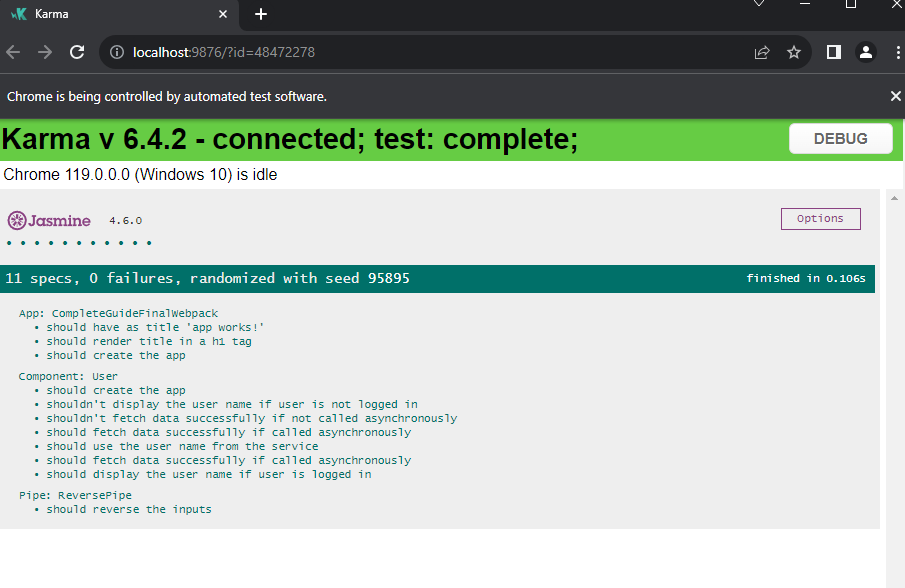 Karma
localhost:9876/?id=48472278
Chrome is being controlled by automated test software.
Karma v 6.4.2 - connected; test: complete;
DEBUG
Chrome 119.0.0.0 (Windows 10) is idle
Jasmine 4.6.0
Options
11 specs, 0 failures, randomized with seed 95895
finished in 0.106s
App: CompleteGuideFinalWebpack
• should have as title 'app works!'
• should render title in a h1 tag
• should create the app
Component: User
• should create the app
• shouldn't display the user name if user is not logged in
• shouldn't fetch data successfully if not called asynchronously
• should fetch data successfully if called asynchronously
• should use the user name from the service
• should fetch data successfully if called asynchronously
• should display the user name if user is logged in
Pipe: ReversePipe
• should reverse the inputs